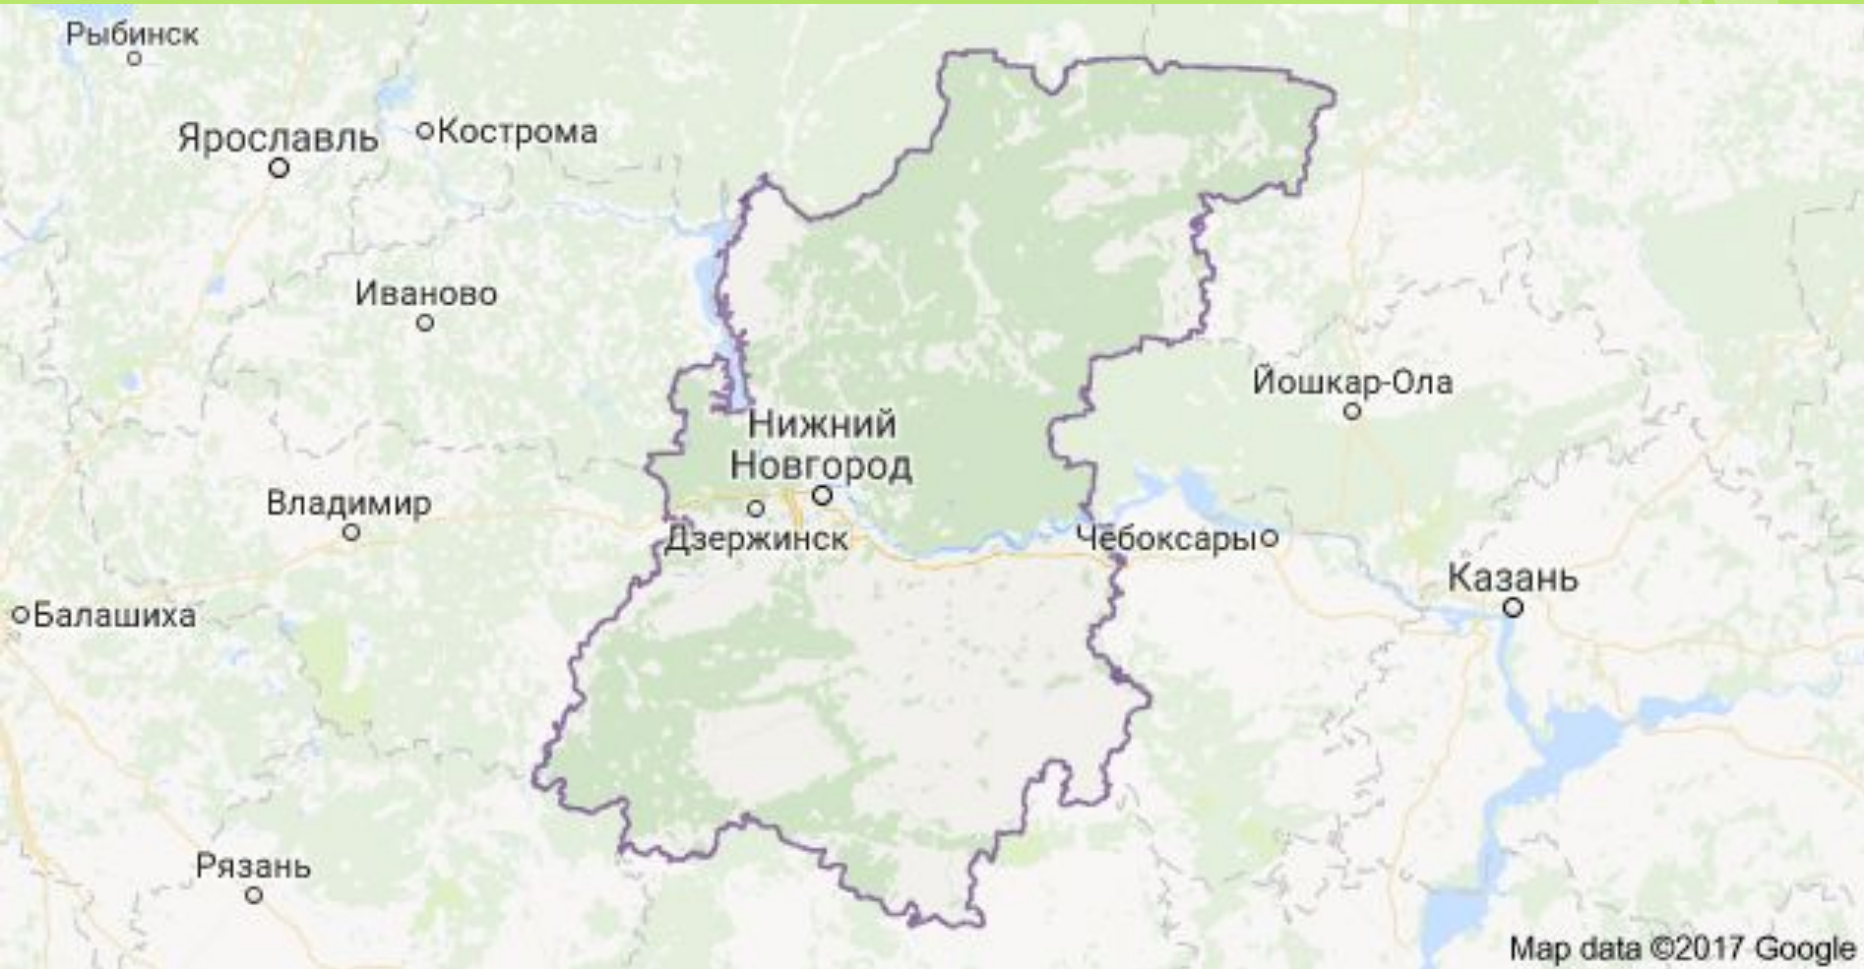 Рыбинск
Ярославль
Кострома
Иваново
Йошкар-Ола
Нижний
Новгород
Владимир
Дзержинск
Чебоксары
Казань
Балашиха
Рязань
Map data ©2017 Google